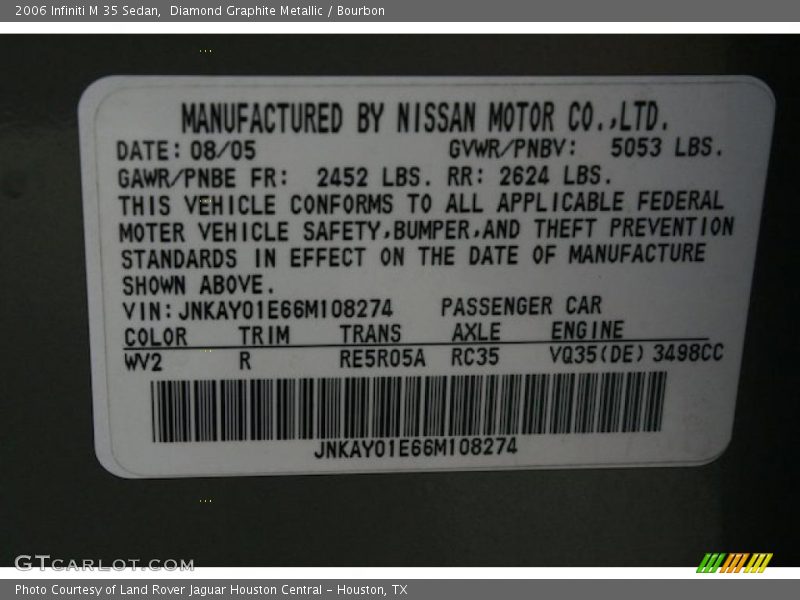 2006 Infiniti M 35 Sedan,  Diamond Graphite Metallic / Bourbon
MANUFACTURED BY NISSAN MOTOR CO.,LTD.
DATE: 08/05 GVWR/PNBV: 5053 LBS.
GAWR/PNBE FR: 2452 LBS. RR: 2624 LBS.
THIS VEHICLE CONFORMS TO ALL APPLICABLE FEDERAL
MOTER VEHICLE SAFETY,BUMPER,AND THEFT PREVENTION
STANDARDS IN EFFECT ON THE DATE OF MANUFACTURE
SHOWN ABOVE.
VIN: JNKAY01E66M108274 PASSENGER CAR
COLOR TRIM TRANS AXLE ENGINE
WV2 R RE5R05A RC35 VQ35(DE) 3498CC
JNKAY01E66M108274
GTCARLOT.COM
Photo Courtesy of Land Rover Jaguar Houston Central - Houston, TX